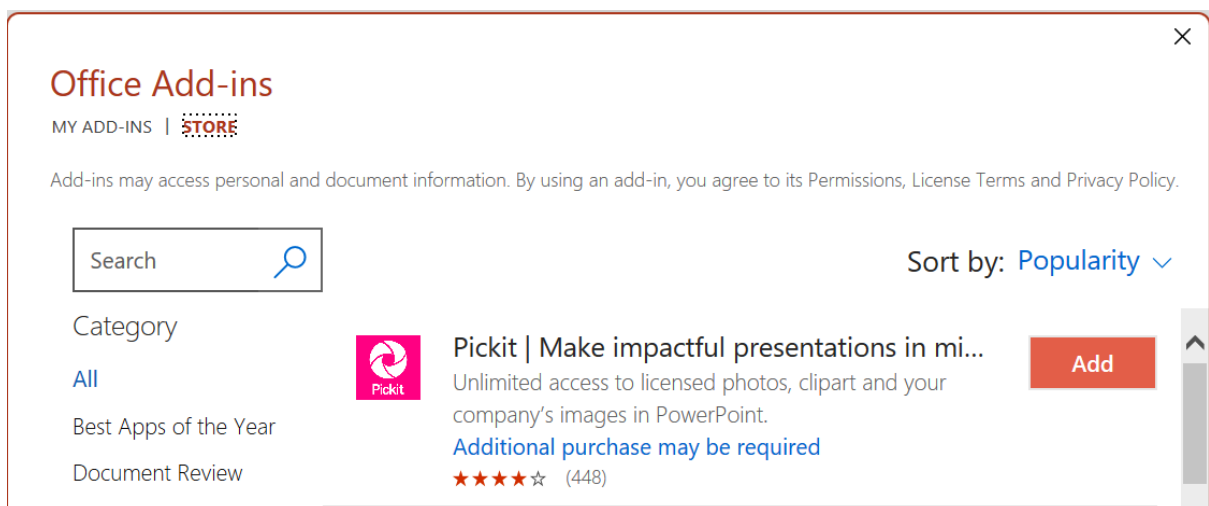 Office Add-ins
MY ADD-INS | STORE
Add-ins may access personal and document information. By using an add-in, you agree to its Permissions, License Terms and Privacy Policy.
Search
Sort by: Popularity
Category
All
Best Apps of the Year
Document Review
Pickit
Pickit | Make impactful presentations in mi...
Unlimited access to licensed photos, clipart and your
company's images in PowerPoint.
Additional purchase may be required
(448)
Add